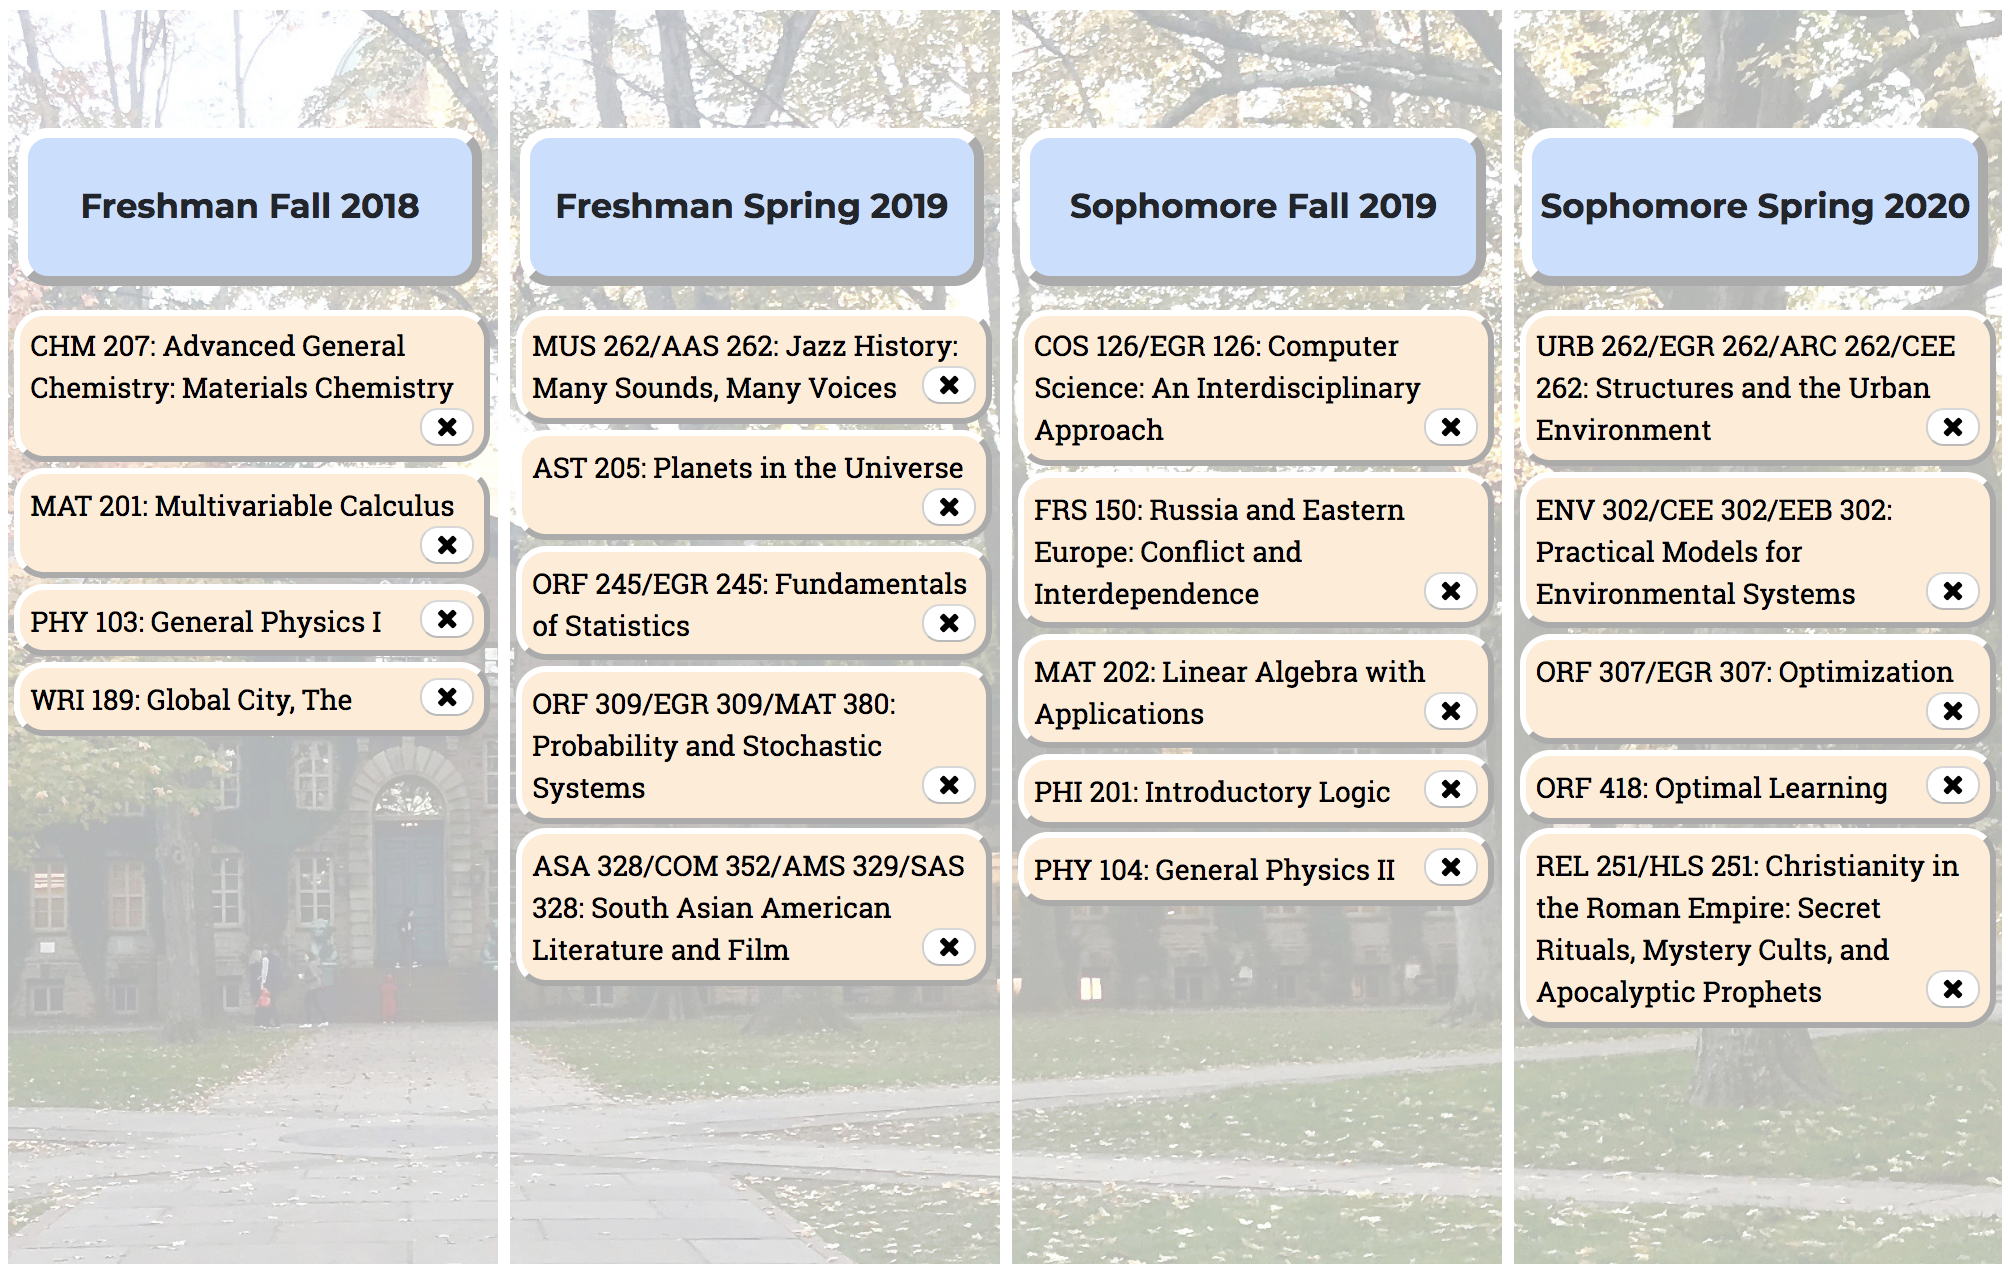 Freshman Fall 2018
CHM 207: Advanced General
Chemistry: Materials Chemistry
MAT 201: Multivariable Calculus
PHY 103: General Physics I
WRI 189: Global City, The
Freshman Spring 2019
MUS 262/AAS 262: Jazz History:
Many Sounds, Many Voices
AST 205: Planets in the Universe
ORF 245/EGR 245: Fundamentals
of Statistics
ORF 309/EGR 309/MAT 380:
Probability and Stochastic
Systems
ASA 328/COM 352/AMS 329/SAS
328: South Asian American
Literature and Film
Sophomore Fall 2019
COS 126/EGR 126: Computer
Science: An Interdisciplinary
Approach
FRS 150: Russia and Eastern
Europe: Conflict and
Interdependence
MAT 202: Linear Algebra with
Applications
PHI 201: Introductory Logic
PHY 104: General Physics II
Sophomore Spring 2020
URB 262/EGR 262/ARC 262/CEE
262: Structures and the Urban
Environment
ENV 302/CEE 302/EEB 302:
Practical Models for
Environmental Systems
ORF 307/EGR 307: Optimization
ORF 418: Optimal Learning
REL 251/HLS 251: Christianity in
the Roman Empire: Secret
Rituals, Mystery Cults, and
Apocalyptic Prophets